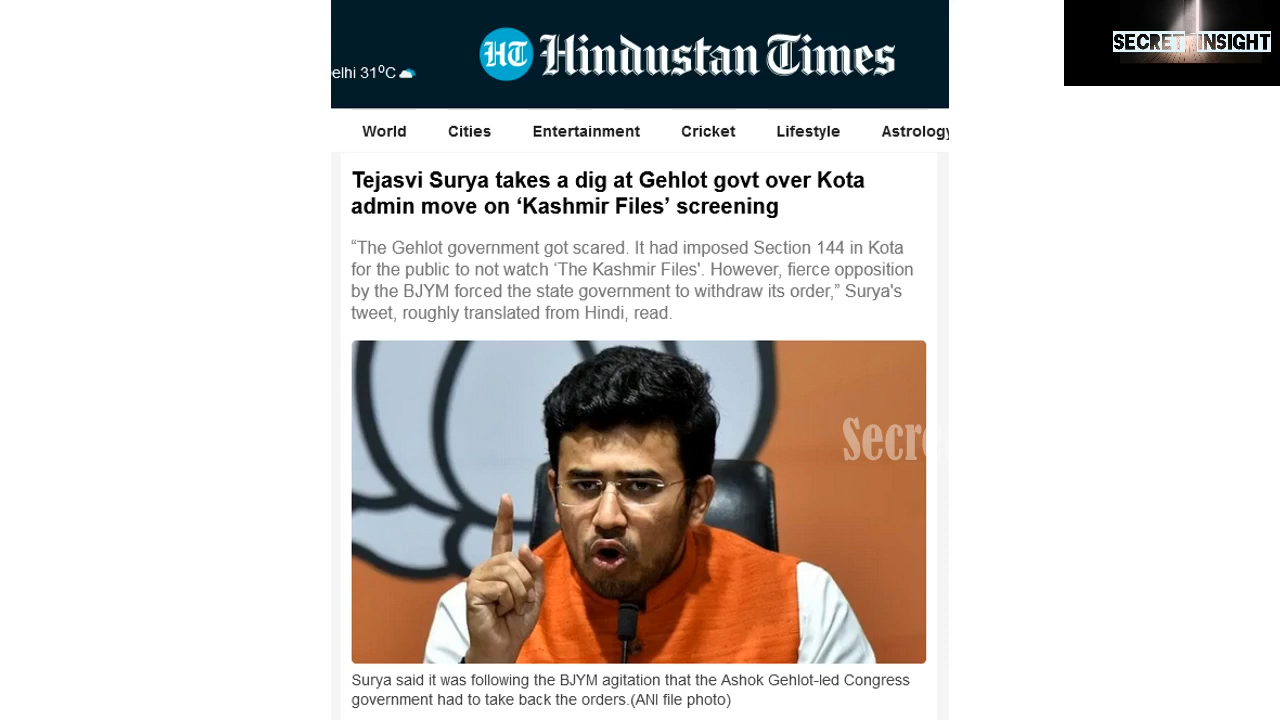 SECRET INSIGHT
HT Hindustan Times
elhi 31°C
World Cities Entertainment Cricket Lifestyle Astrology
Tejasvi Surya takes a dig at Gehlot govt over Kota
admin move on ‘Kashmir Files’ screening
“The Gehlot government got scared. It had imposed Section 144 in Kota
for the public to not watch ‘The Kashmir Files'. However, fierce opposition
by the BJYM forced the state government to withdraw its order,” Surya's
tweet, roughly translated from Hindi, read.
Secre
Surya said it was following the BJYM agitation that the Ashok Gehlot-led Congress
government had to take back the orders.(ANI file photo)